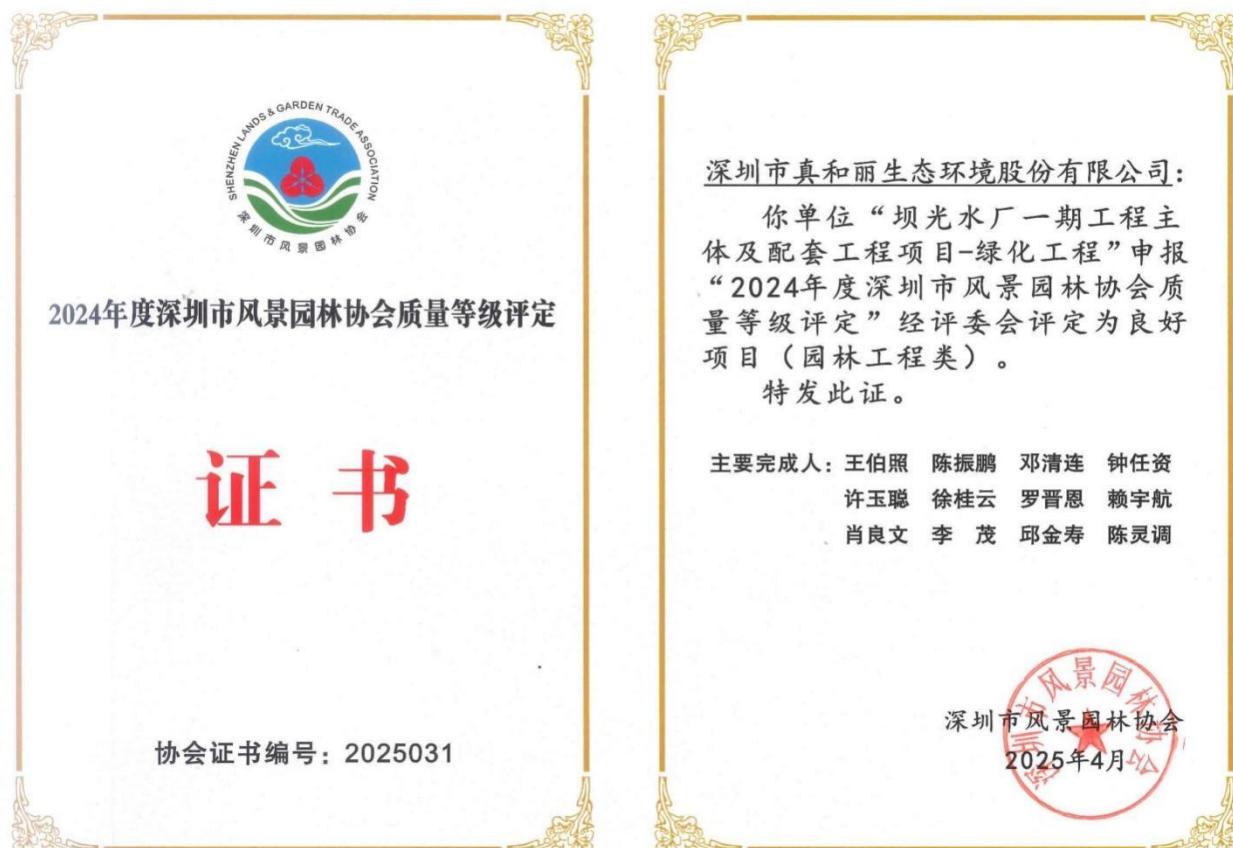 SHENZHEN LANDS & GARDEN TRADE ASSOCIATION
深圳市风景园林协会
2024年度深圳市风景园林协会质量等级评定
证书
协会证书编号：2025031
深圳市真和丽生态环境股份有限公司：
你单位“坝光水厂一期工程主
体及配套工程项目-绿化工程”申报
“2024年度深圳市风景园林协会质
量等级评定”经评委会评定为良好
项目（园林工程类）。
特发此证。
主要完成人：王伯照 陈振鹏 邓清连 钟任资
许玉聪 徐桂云 罗晋恩 赖宇航
肖良文 李茂 邱金寿 陈灵调
深圳市风景园林协会
2025年4月
深圳市风景园林协会